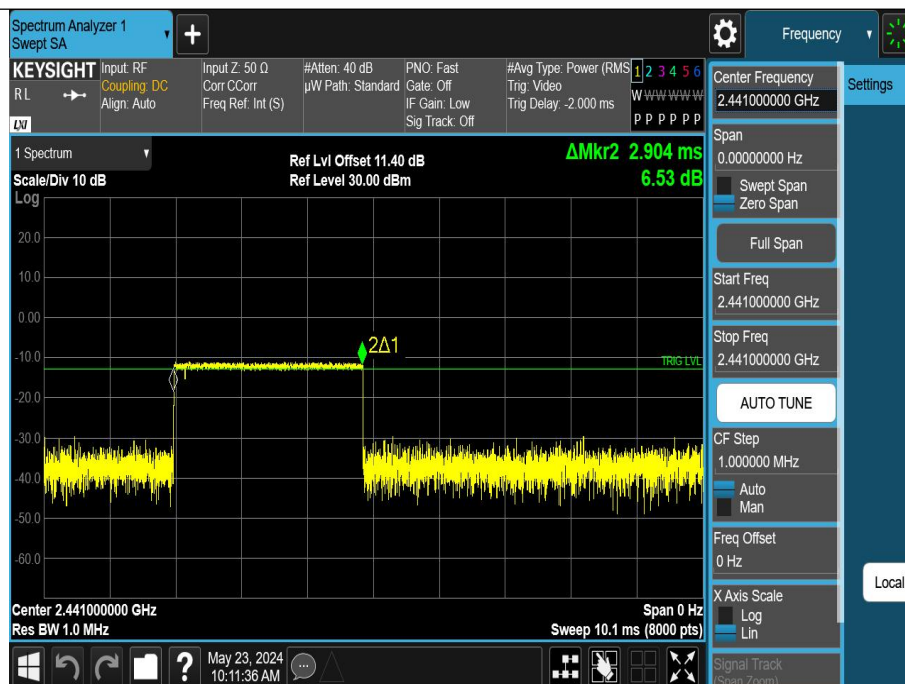 Spectrum Analyzer 1
Swept SA
Frequency
KEYSIGHT
RL
LXI
Input: RF
Coupling: DC
Align: Auto
Input Z: 50 Ω
Corr CCorr
Freq Ref: Int (S)
#Atten: 40 dB
µW Path: Standard
PNO: Fast
Gate: Off
IF Gain: Low
Sig Track: Off
#Avg Type: Power (RMS
Trig: Video
Trig Delay: -2.000 ms
1 2 3 4 5 6
W W W W W W
P P P P P P
1 Spectrum
Scale/Div 10 dB
Log
Ref Lvl Offset 11.40 dB
Ref Level 30.00 dBm
ΔMkr2 2.904 ms
6.53 dB
20.0
10.0
0.00
-10.0
-20.0
-30.0
-40.0
-50.0
-60.0
2Δ1
TRIG LVL
Center 2.441000000 GHz
Res BW 1.0 MHz
Span 0 Hz
Sweep 10.1 ms (8000 pts)
May 23, 2024
10:11:36 AM
Center Frequency
2.441000000 GHz
Span
0.00000000 Hz
Swept Span
Zero Span
Full Span
Start Freq
2.441000000 GHz
Stop Freq
2.441000000 GHz
AUTO TUNE
CF Step
1.000000 MHz
Auto
Man
Freq Offset
0 Hz
X Axis Scale
Log
Lin
Signal Track
(Span Zoom)
Settings
Local